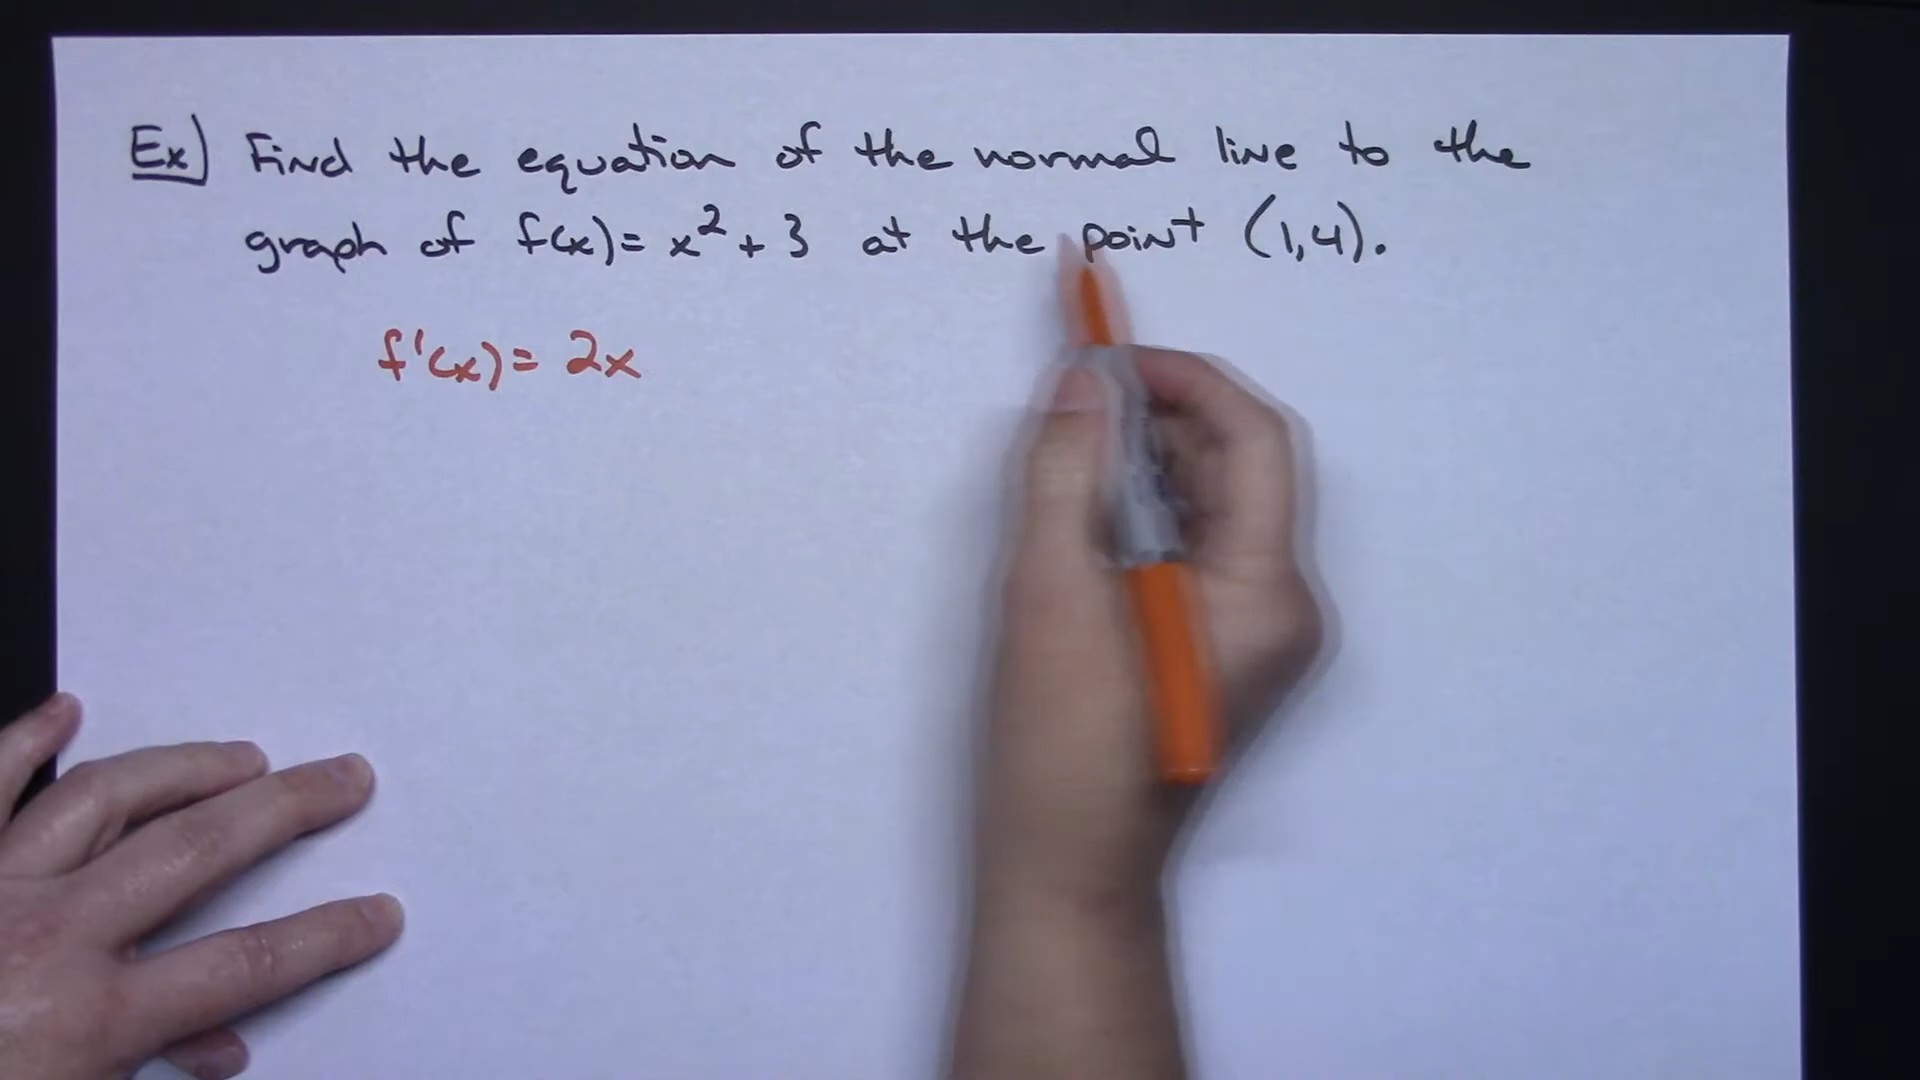 Ex) Find the equation of the normal line to the
graph of f(x) = x² + 3 at the point (1,4).
f'(x) = 2x